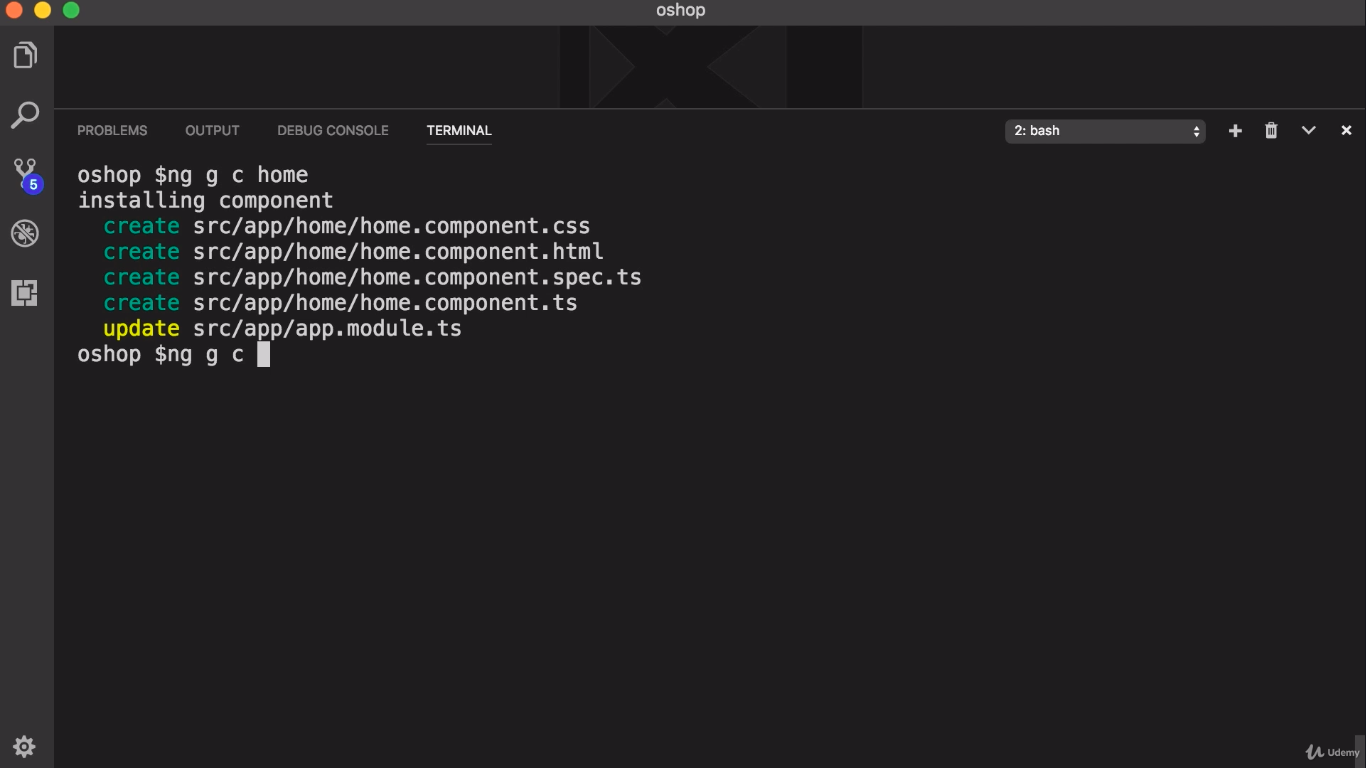 oshop
PROBLEMS OUTPUT DEBUG CONSOLE TERMINAL 2: bash
5
oshop $ng g c home
installing component
create src/app/home/home.component.css
create src/app/home/home.component.html
create src/app/home/home.component.spec.ts
create src/app/home/home.component.ts
update src/app/app.module.ts
oshop $ng g c
Udemy